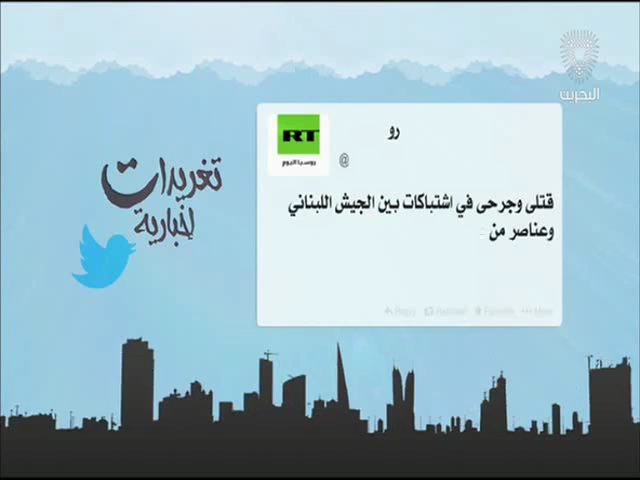 البحرين
رو
RT
روسيا اليوم
@
تغريدات
إخبارية
قتلى وجرحى في اشتباكات بين الجيش اللبناني
وعناصر من
Reply Retweet Favorite More